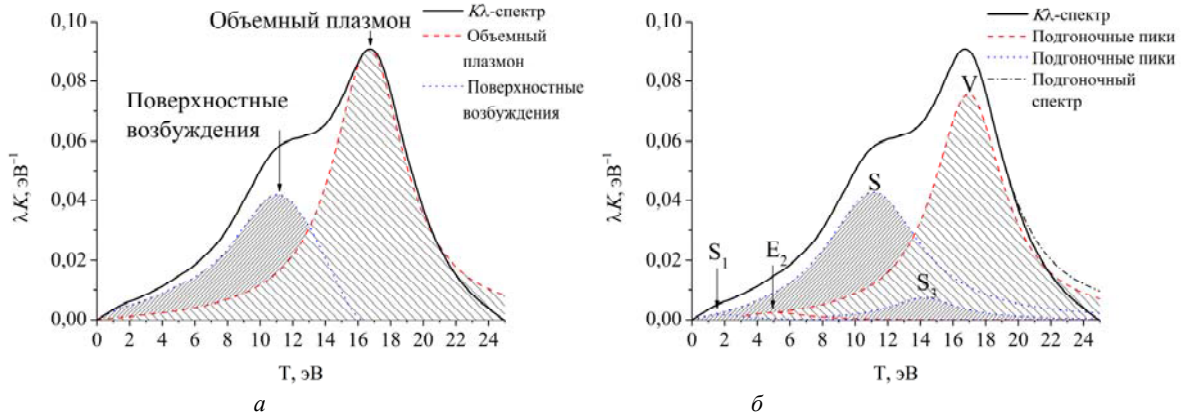 0,10
0,08
0,06
0,04
0,02
0,00
λK, эВ⁻¹
Объемный плазмон
Поверхностные
возбуждения
Kλ-спектр
Объемный
плазмон
Поверхностные
возбуждения
0 2 4 6 8 10 12 14 16 18 20 22 24
T, эВ
а
0,10
0,08
0,06
0,04
0,02
0,00
λK, эВ⁻¹
Kλ-спектр
Подгоночные пики
Подгоночные пики
Подгоночный
спектр
V
S
S₁
E₂
S₃
0 2 4 6 8 10 12 14 16 18 20 22 24
T, эВ
б